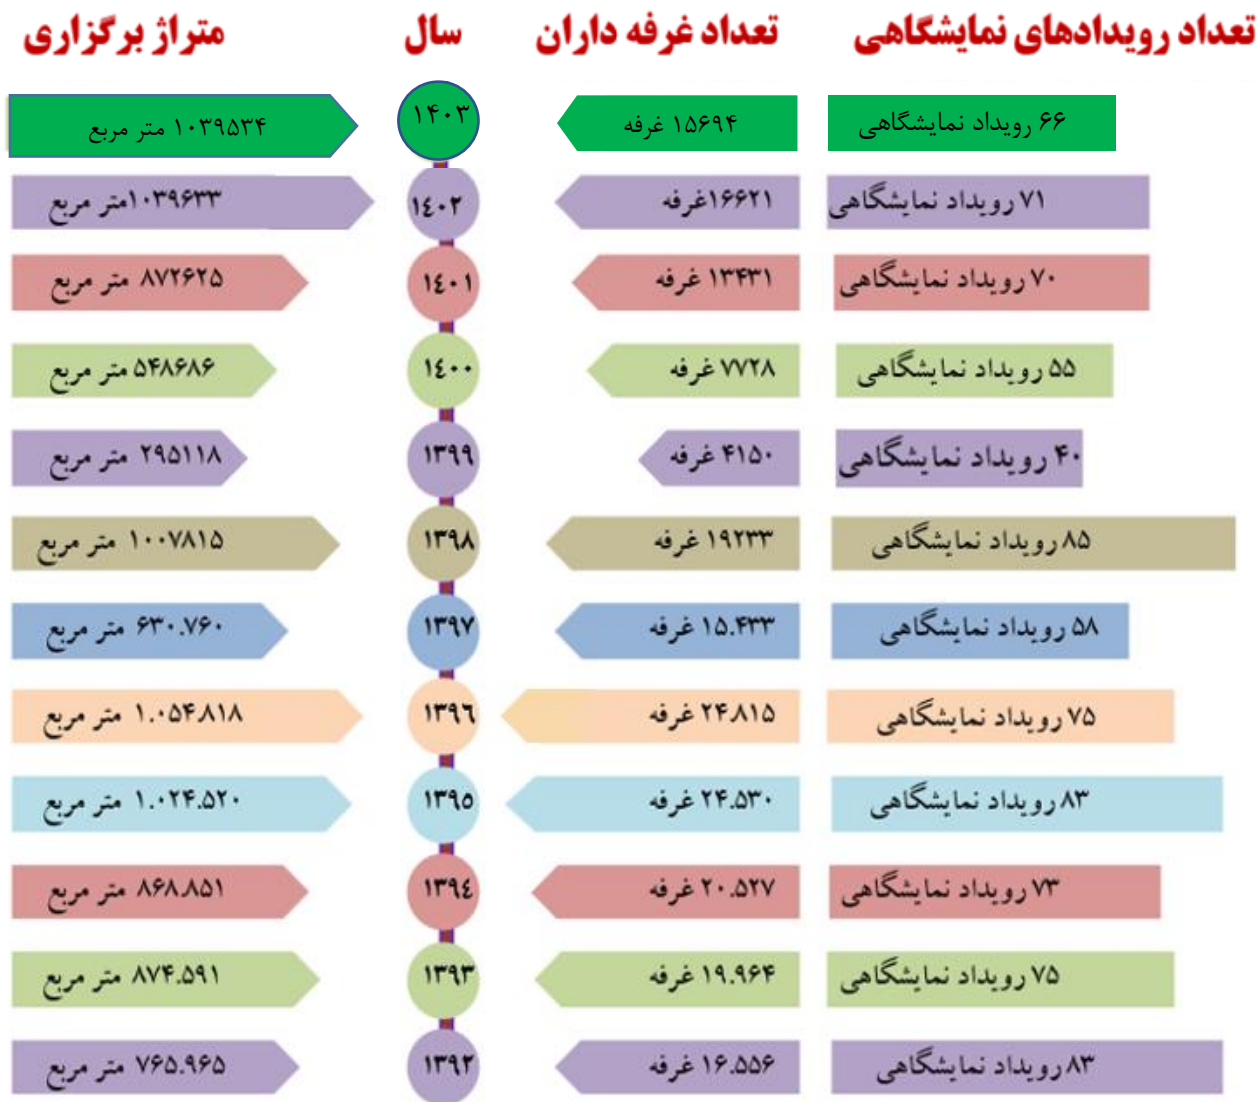 تعداد رویدادهای نمایشگاهی تعداد غرفه داران سال متراژ برگزاری
۶۶ رویداد نمایشگاهی ۱۵۶۹۴ غرفه ۱۴۰۳ ۱۰۳۹۵۳۴ متر مربع
۷۱ رویداد نمایشگاهی ۱۶۶۲۱غرفه ۱٤۰۲ ۱۰۳۹۶۳۳متر مربع
۷۰ رویداد نمایشگاهی ۱۳۴۳۱ غرفه ۱٤۰۱ ۸۷۲۶۲۵ متر مربع
۵۵ رویداد نمایشگاهی ۷۷۲۸ غرفه ۱٤۰۰ ۵۴۸۶۸۶ متر مربع
۴۰ رویداد نمایشگاهی ۴۱۵۰ غرفه ۱۳۹۹ ۲۹۵۱۱۸ متر مربع
۸۵ رویداد نمایشگاهی ۱۹۲۳۳ غرفه ۱۳۹۸ ۱۰۰۷۸۱۵ متر مربع
۵۸ رویداد نمایشگاهی ۱۵.۴۳۳ غرفه ۱۳۹۷ ۶۳۰.۷۶۰ متر مربع
۷۵ رویداد نمایشگاهی ۲۴.۸۱۵ غرفه ۱۳۹٦ ۱.۰۵۴.۸۱۸ متر مربع
۸۳ رویداد نمایشگاهی ۲۴.۵۳۰ غرفه ۱۳۹۵ ۱.۰۲۴.۵۲۰ متر مربع
۷۳ رویداد نمایشگاهی ۲۰.۵۲۷ غرفه ۱۳۹٤ ۸۶۸.۸۵۱ متر مربع
۷۵ رویداد نمایشگاهی ۱۹.۹۶۴ غرفه ۱۳۹۳ ۸۷۴.۵۹۱ متر مربع
۸۳ رویداد نمایشگاهی ۱۶.۵۵۶ غرفه ۱۳۹۲ ۷۶۵.۹۶۵ متر مربع